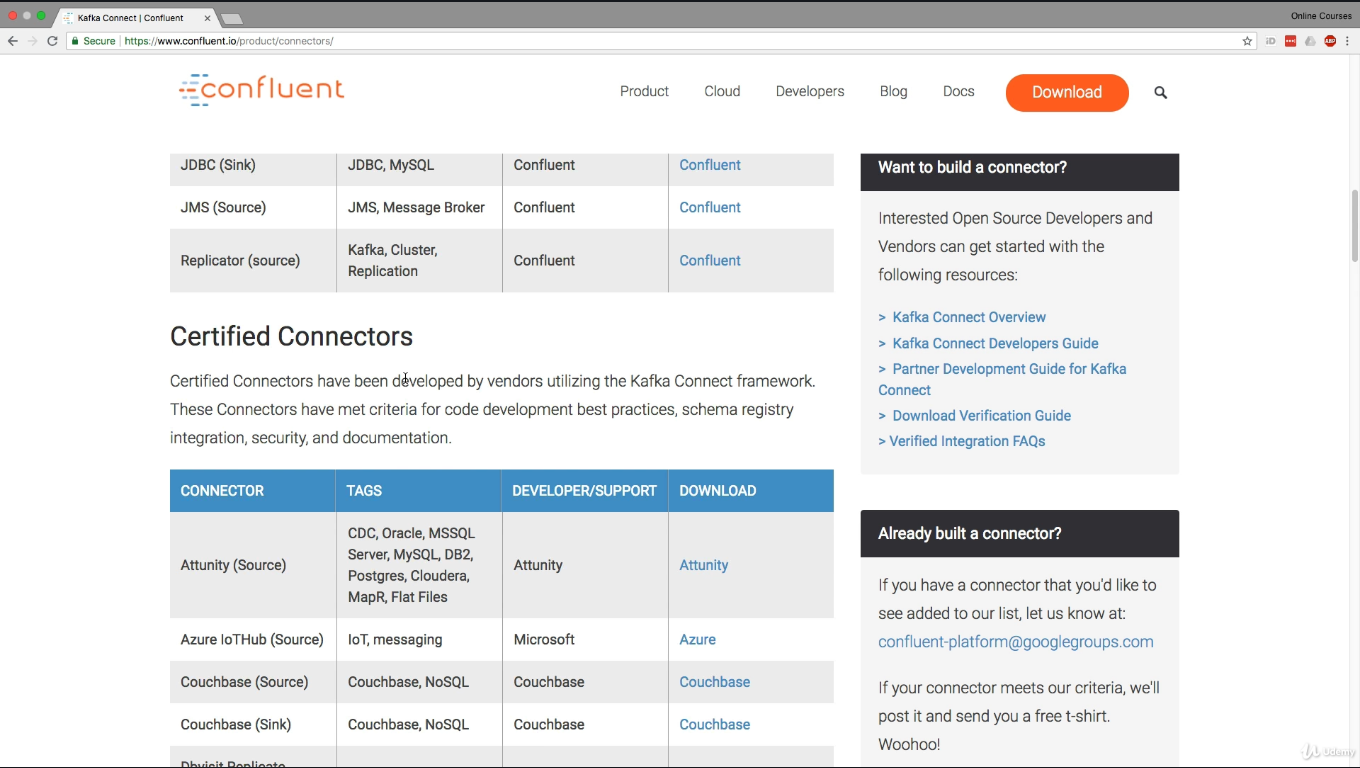 Kafka Connect | Confluent
Online Courses
Secure | https://www.confluent.io/product/connectors/
iD
ABP
confluent
Product Cloud Developers Blog Docs Download
JDBC (Sink) JDBC, MySQL Confluent Confluent
JMS (Source) JMS, Message Broker Confluent Confluent
Replicator (source) Kafka, Cluster, Replication Confluent Confluent
Certified Connectors
Certified Connectors have been developed by vendors utilizing the Kafka Connect framework.
These Connectors have met criteria for code development best practices, schema registry
integration, security, and documentation.
CONNECTOR TAGS DEVELOPER/SUPPORT DOWNLOAD
Attunity (Source) CDC, Oracle, MSSQL Server, MySQL, DB2, Postgres, Cloudera, MapR, Flat Files Attunity Attunity
Azure IoTHub (Source) IoT, messaging Microsoft Azure
Couchbase (Source) Couchbase, NoSQL Couchbase Couchbase
Couchbase (Sink) Couchbase, NoSQL Couchbase Couchbase
Dbvisit Replicate
Want to build a connector?
Interested Open Source Developers and
Vendors can get started with the
following resources:
> Kafka Connect Overview
> Kafka Connect Developers Guide
> Partner Development Guide for Kafka
Connect
> Download Verification Guide
> Verified Integration FAQs
Already built a connector?
If you have a connector that you'd like to
see added to our list, let us know at:
confluent-platform@googlegroups.com
If your connector meets our criteria, we'll
post it and send you a free t-shirt.
Woohoo!
Udemy